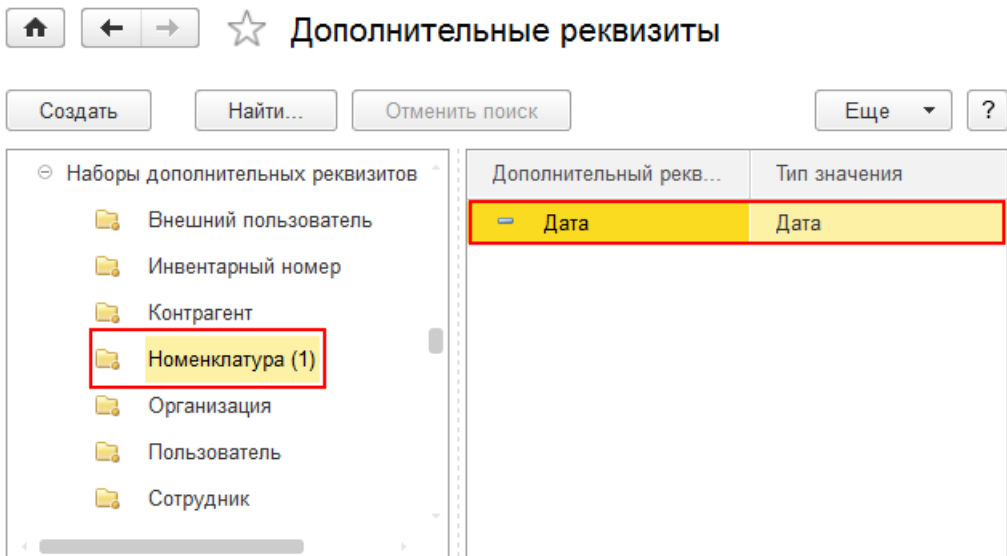 Дополнительные реквизиты
Создать Найти... Отменить поиск Еще ?
Наборы дополнительных реквизитов
Внешний пользователь
Инвентарный номер
Контрагент
Номенклатура (1)
Организация
Пользователь
Сотрудник
Дополнительный рекв... Тип значения
Дата Дата